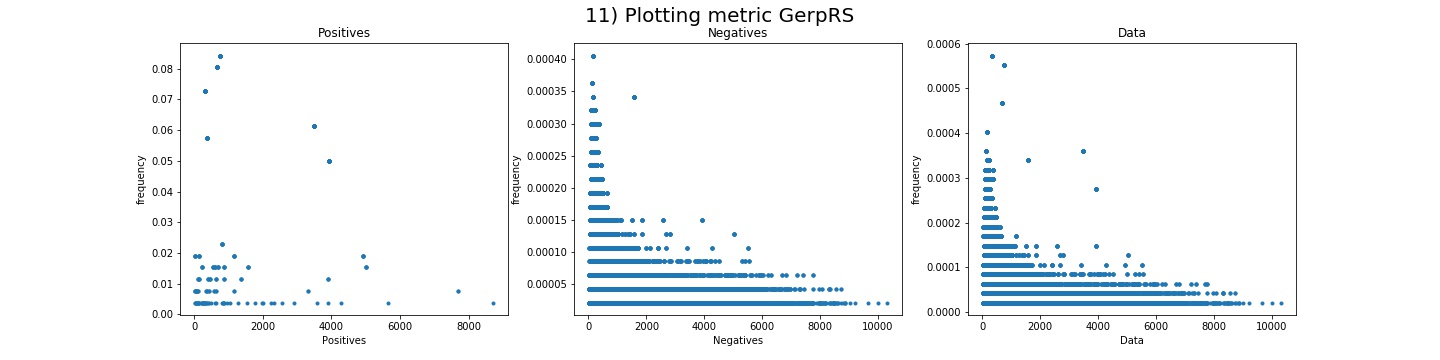 11) Plotting metric GerpRS
Positives
Negatives
Data
frequency
0.08
0.07
0.06
0.05
0.04
0.03
0.02
0.01
0.00
0 2000 4000 6000 8000
Positives
frequency
0.00040
0.00035
0.00030
0.00025
0.00020
0.00015
0.00010
0.00005
0 2000 4000 6000 8000 10000
Negatives
frequency
0.0006
0.0005
0.0004
0.0003
0.0002
0.0001
0.0000
0 2000 4000 6000 8000 10000
Data